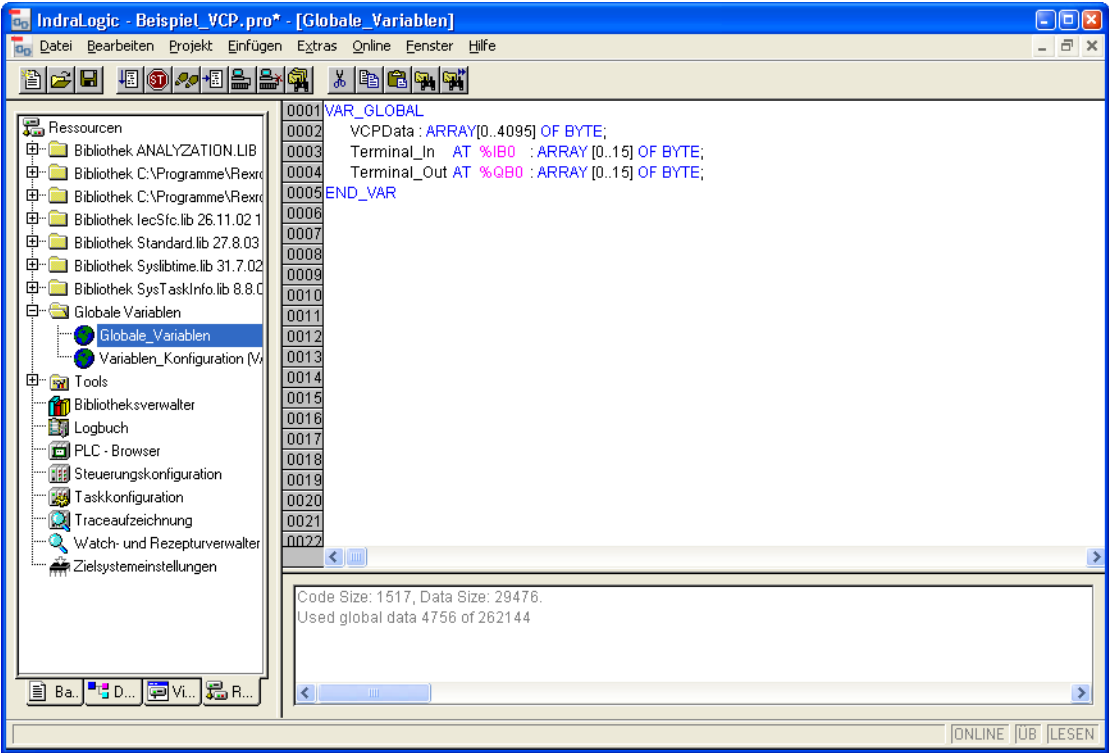 IndraLogic - Beispiel_VCP.pro* - [Globale_Variablen]
Datei Bearbeiten Projekt Einfügen Extras Online Fenster Hilfe
Ressourcen
Bibliothek ANALYZATION.LIB
Bibliothek C:\Programme\Rexro
Bibliothek C:\Programme\Rexro
Bibliothek IecSfc.lib 26.11.02 1
Bibliothek Standard.lib 27.8.03
Bibliothek Syslibtime.lib 31.7.02
Bibliothek SysTaskInfo.lib 8.8.0
Globale Variablen
Globale_Variablen
Variablen_Konfiguration (VA
Tools
Bibliotheksverwalter
Logbuch
PLC - Browser
Steuerungskonfiguration
Taskkonfiguration
Traceaufzeichnung
Watch- und Rezepturverwalter
Zielsystemeinstellungen
Ba... D... Vi... R...
0001 VAR_GLOBAL
0002 VCPData : ARRAY[0..4095] OF BYTE;
0003 Terminal_In AT %IB0 : ARRAY [0..15] OF BYTE;
0004 Terminal_Out AT %QB0 : ARRAY [0..15] OF BYTE;
0005 END_VAR
0006
0007
0008
0009
0010
0011
0012
0013
0014
0015
0016
0017
0018
0019
0020
0021
0022
Code Size: 1517, Data Size: 29476.
Used global data 4756 of 262144
ONLINE ÜB LESEN